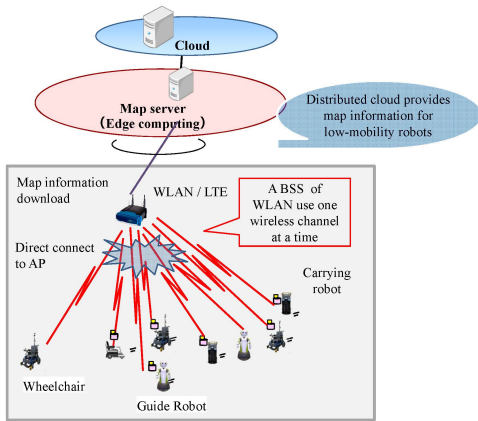 Cloud
Map server
(Edge computing)
Distributed cloud provides
map information for
low-mobility robots
Map information
download
WLAN / LTE
A BSS of
WLAN use one
wireless channel
at a time
Direct connect
to AP
Carrying
robot
Wheelchair
Guide Robot